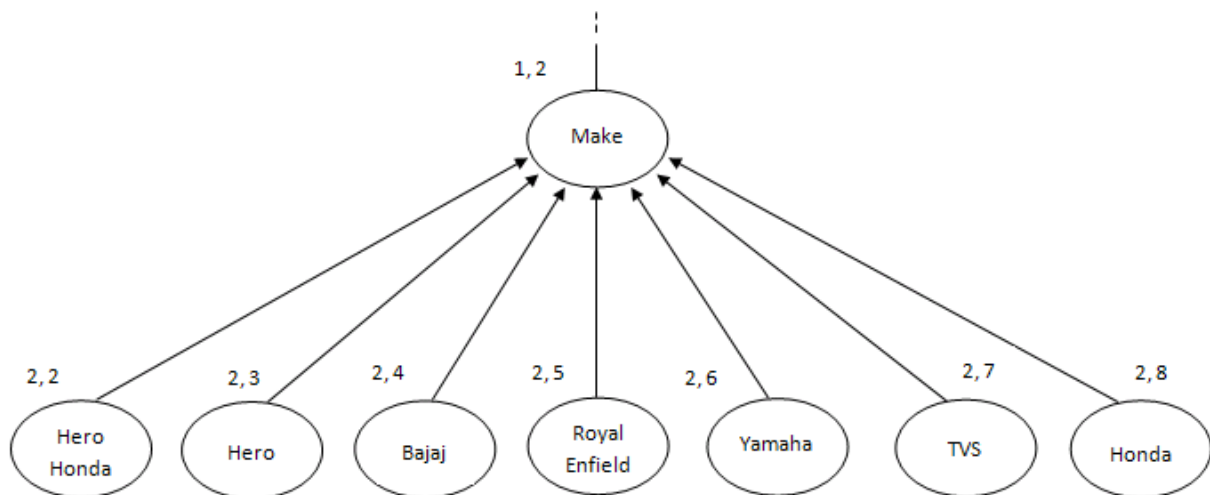 1, 2
Make
2, 2
2, 3
2, 4
2, 5
2, 6
2, 7
2, 8
Hero
Honda
Hero
Bajaj
Royal
Enfield
Yamaha
TVS
Honda